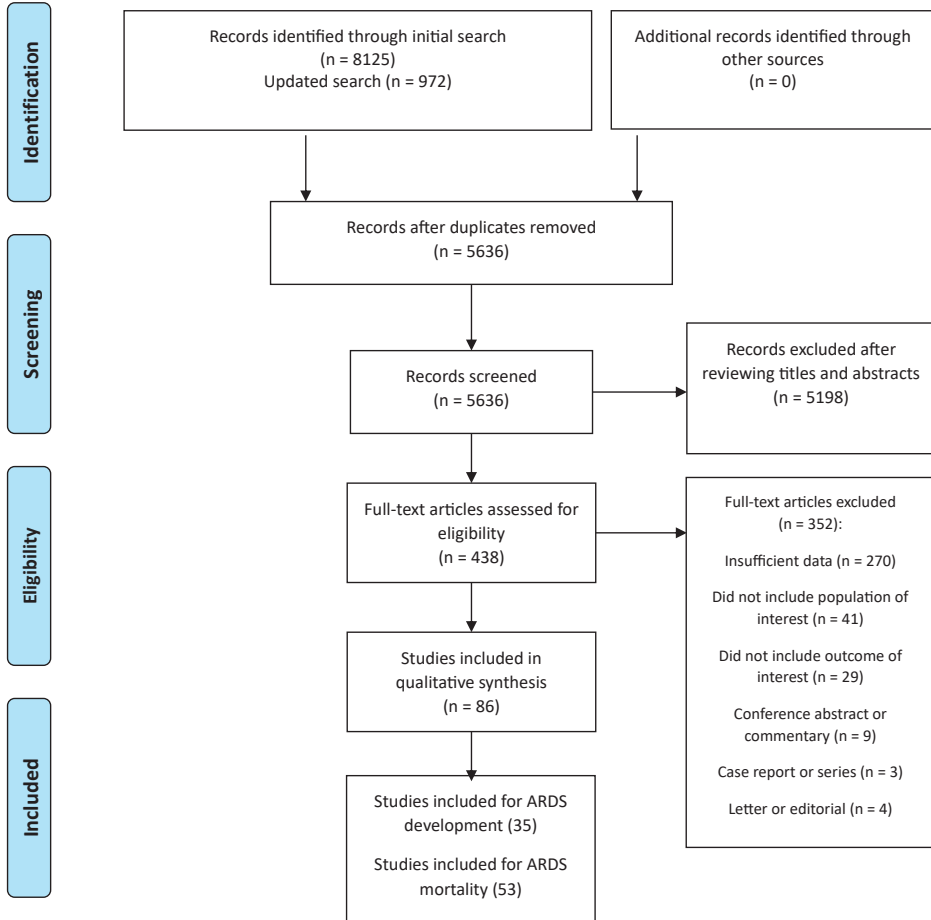 Identification
Records identified through initial search
(n = 8125)
Updated search (n = 972)
Additional records identified through
other sources
(n = 0)
Records after duplicates removed
(n = 5636)
Screening
Records screened
(n = 5636)
Records excluded after
reviewing titles and abstracts
(n = 5198)
Eligibility
Full-text articles assessed for
eligibility
(n = 438)
Full-text articles excluded
(n = 352):
Insufficient data (n = 270)
Did not include population of
interest (n = 41)
Did not include outcome of
interest (n = 29)
Conference abstract or
commentary (n = 9)
Case report or series (n = 3)
Letter or editorial (n = 4)
Studies included in
qualitative synthesis
(n = 86)
Included
Studies included for ARDS
development (35)
Studies included for ARDS
mortality (53)